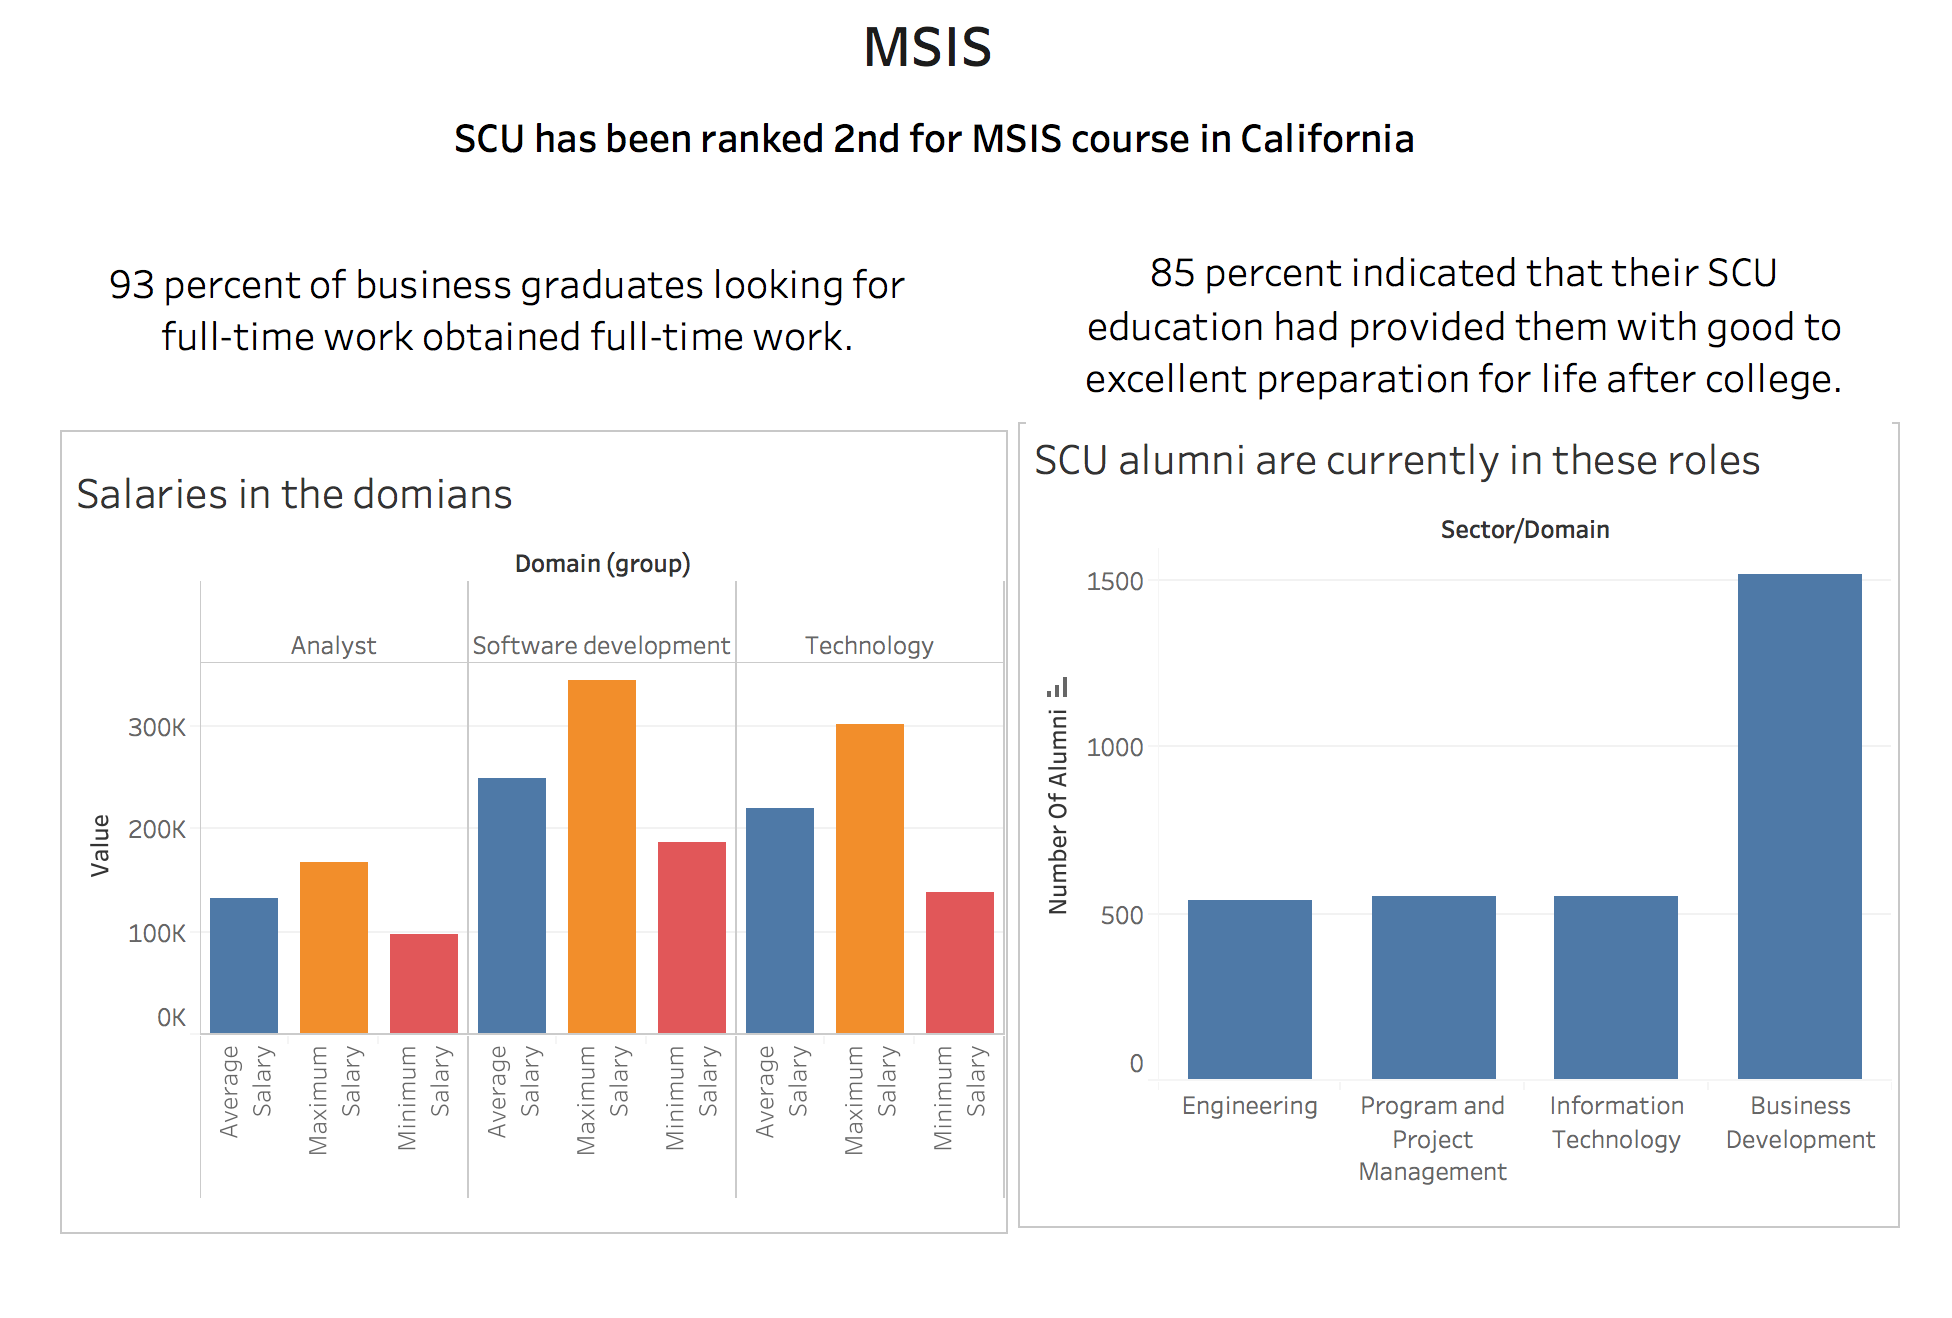 MSIS
SCU has been ranked 2nd for MSIS course in California
93 percent of business graduates looking for
full-time work obtained full-time work.
85 percent indicated that their SCU
education had provided them with good to
excellent preparation for life after college.
Salaries in the domians
Domain (group)
Analyst
Software development
Technology
Value
300K
200K
100K
0K
Average
Salary
Maximum
Salary
Minimum
Salary
Average
Salary
Maximum
Salary
Minimum
Salary
Average
Salary
Maximum
Salary
Minimum
Salary
SCU alumni are currently in these roles
Sector/Domain
Number Of Alumni
1500
1000
500
0
Engineering
Program and
Project
Management
Information
Technology
Business
Development